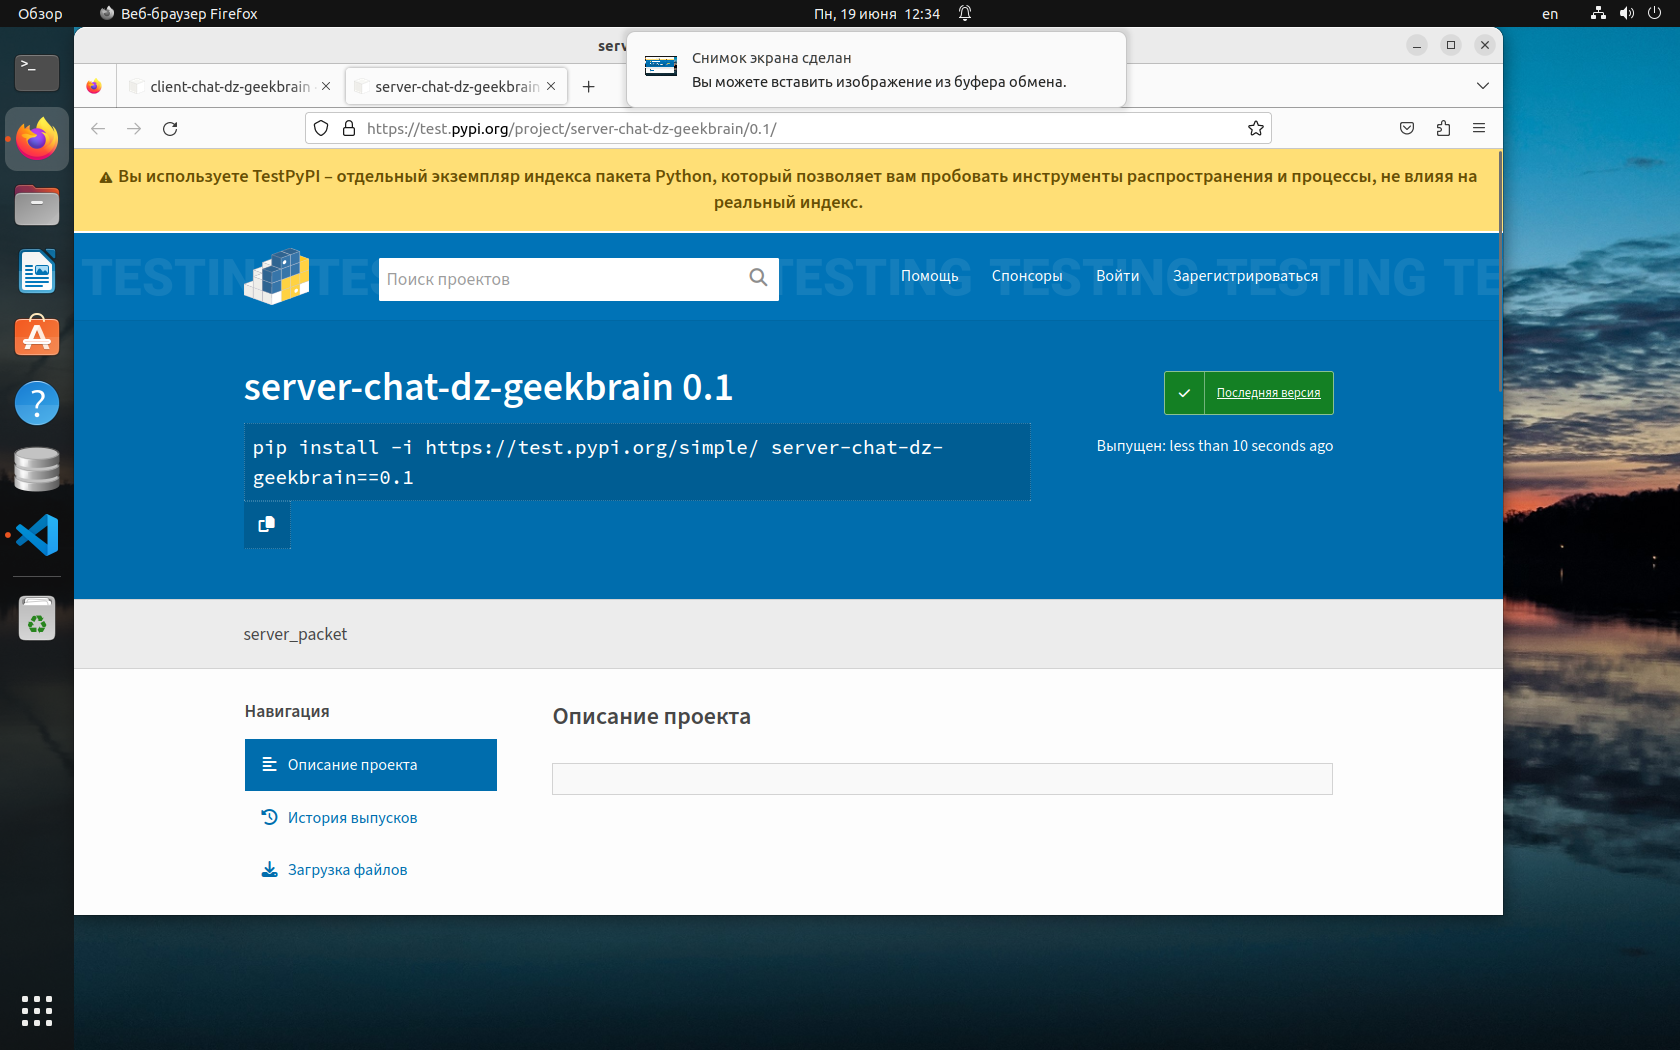 Обзор
Веб-браузер Firefox
Пн, 19 июня 12:34
en
Снимок экрана сделан
Вы можете вставить изображение из буфера обмена.
client-chat-dz-geekbrain
server-chat-dz-geekbrain
https://test.pypi.org/project/server-chat-dz-geekbrain/0.1/
Вы используете TestPyPI – отдельный экземпляр индекса пакета Python, который позволяет вам пробовать инструменты распространения и процессы, не влияя на
реальный индекс.
TESTING TESTING TESTING TESTING
Поиск проектов
Помощь
Спонсоры
Войти
Зарегистрироваться
server-chat-dz-geekbrain 0.1
Последняя версия
pip install -i https://test.pypi.org/simple/ server-chat-dz-
geekbrain==0.1
Выпущен: less than 10 seconds ago
server_packet
Навигация
Описание проекта
История выпусков
Загрузка файлов
Описание проекта